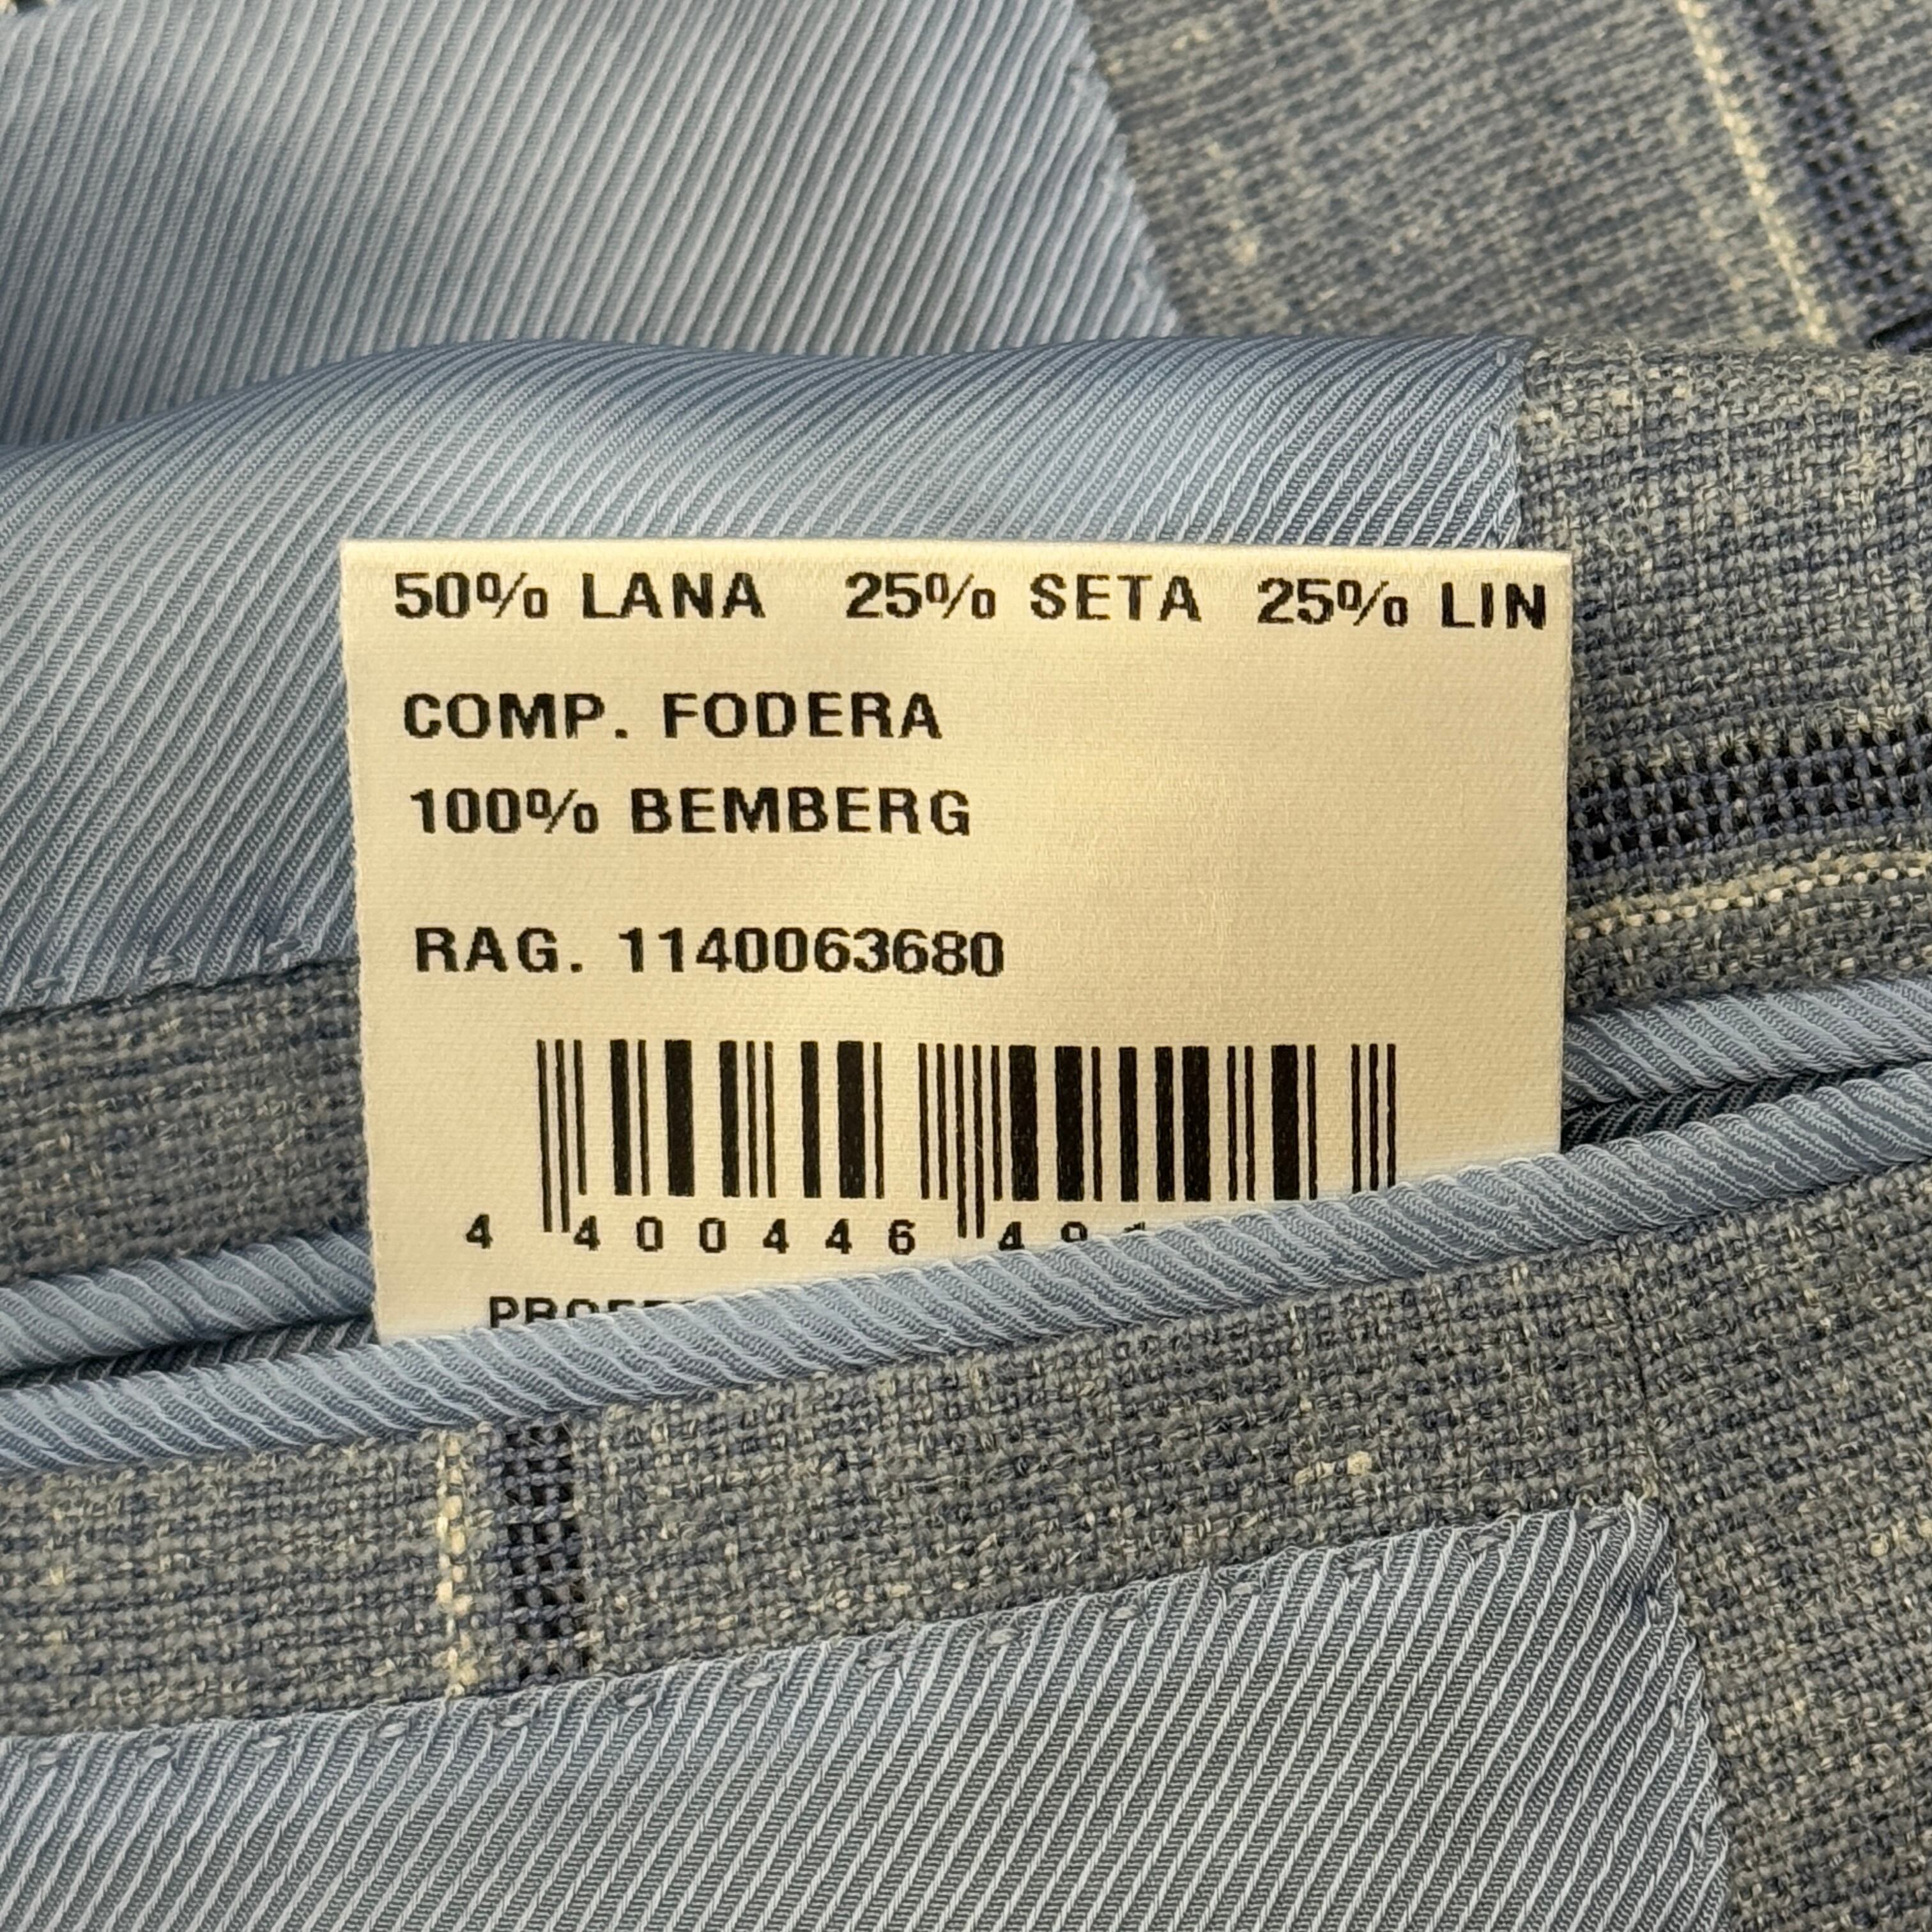 50% LANA 25% SETA 25% LIN
COMP. FODERA
100% BEMBERG
RAG. 1140063680
4 400446